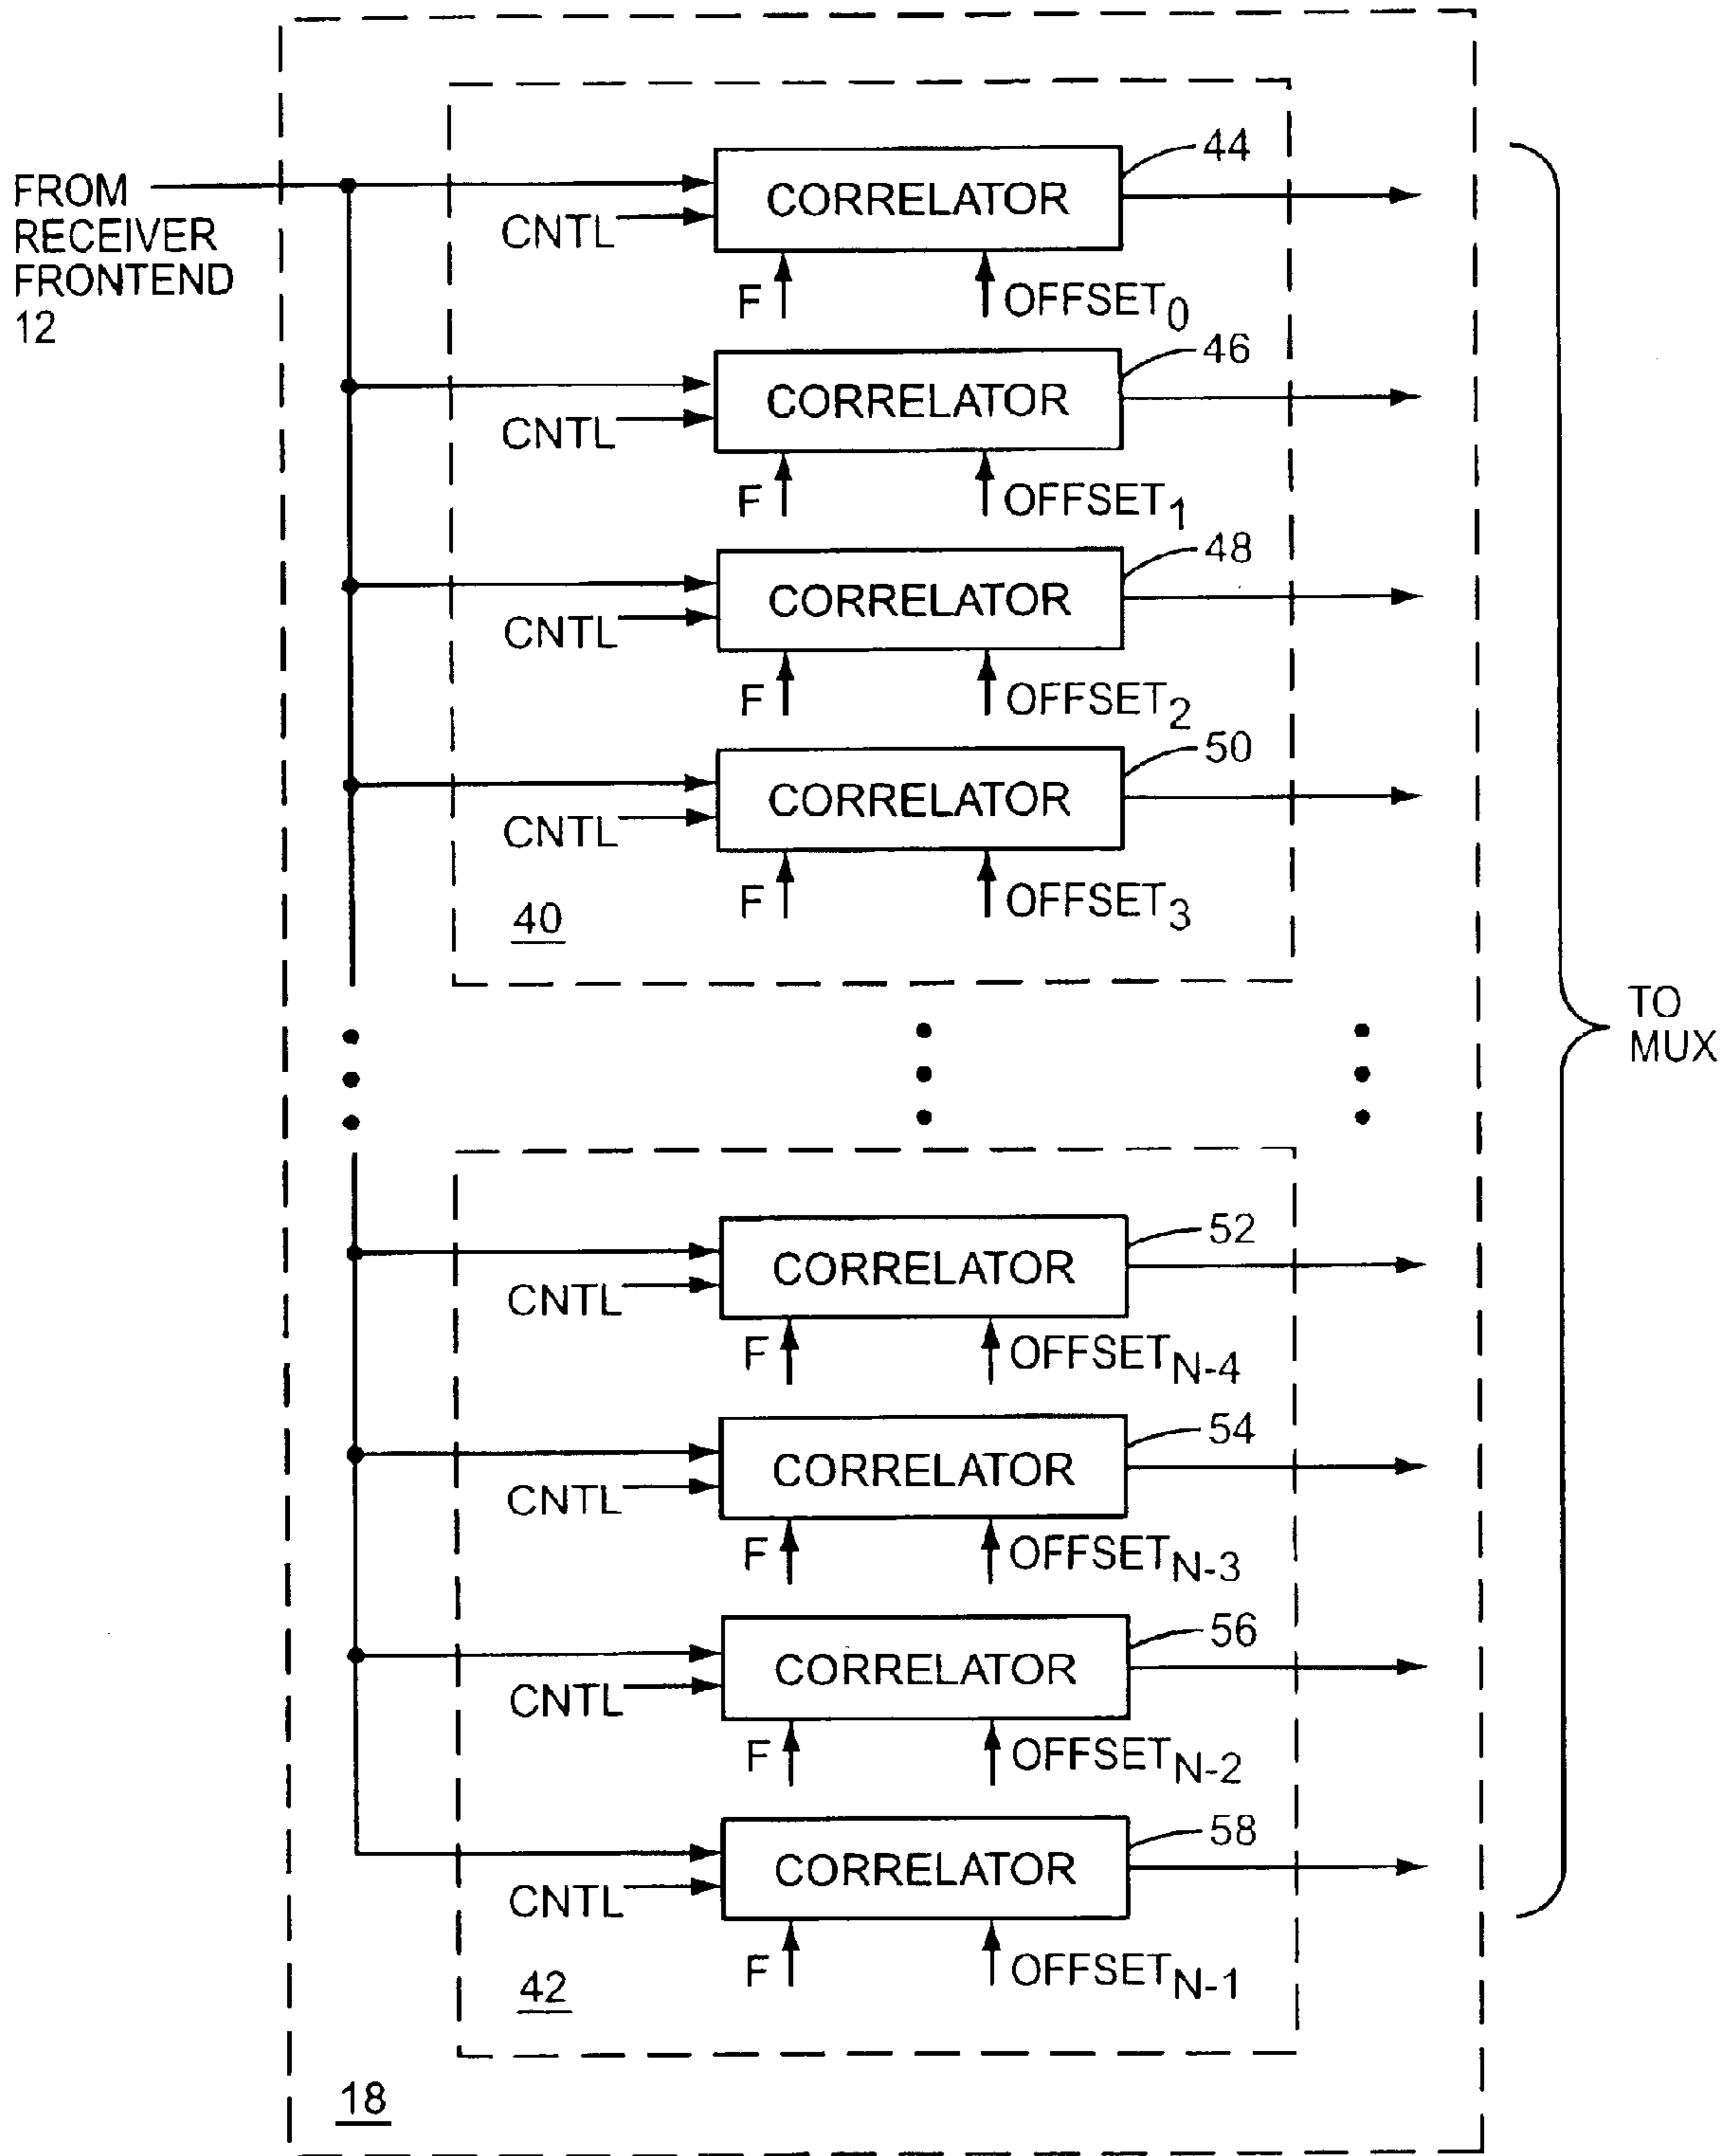 FROM
RECEIVER
FRONTEND
12
CORRELATOR
44
CNTL
F
OFFSET0
CORRELATOR
46
CNTL
F
OFFSET1
CORRELATOR
48
CNTL
F
OFFSET2
CORRELATOR
50
CNTL
F
OFFSET3
40
TO
MUX
CORRELATOR
52
CNTL
F
OFFSETN-4
CORRELATOR
54
CNTL
F
OFFSETN-3
CORRELATOR
56
CNTL
F
OFFSETN-2
CORRELATOR
58
CNTL
F
OFFSETN-1
42
18